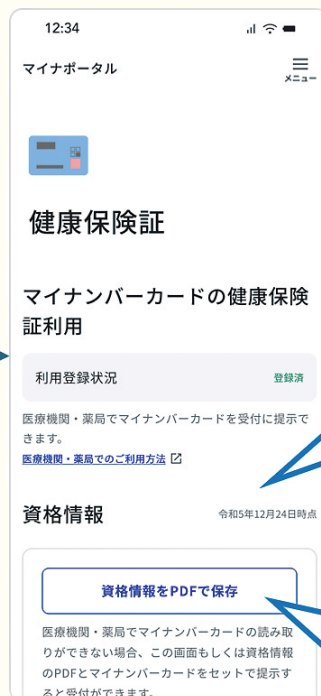 12:34
マイナポータル
メニュー
健康保険証
マイナンバーカードの健康保険
証利用
利用登録状況 登録済
医療機関・薬局でマイナンバーカードを受付に提示で
きます。
医療機関・薬局でのご利用方法
資格情報 令和5年12月24日時点
資格情報をPDFで保存
医療機関・薬局でマイナンバーカードの読み取
りができない場合、この画面もしくは資格情報
のPDFとマイナンバーカードをセットで提示す
ると受付ができます。